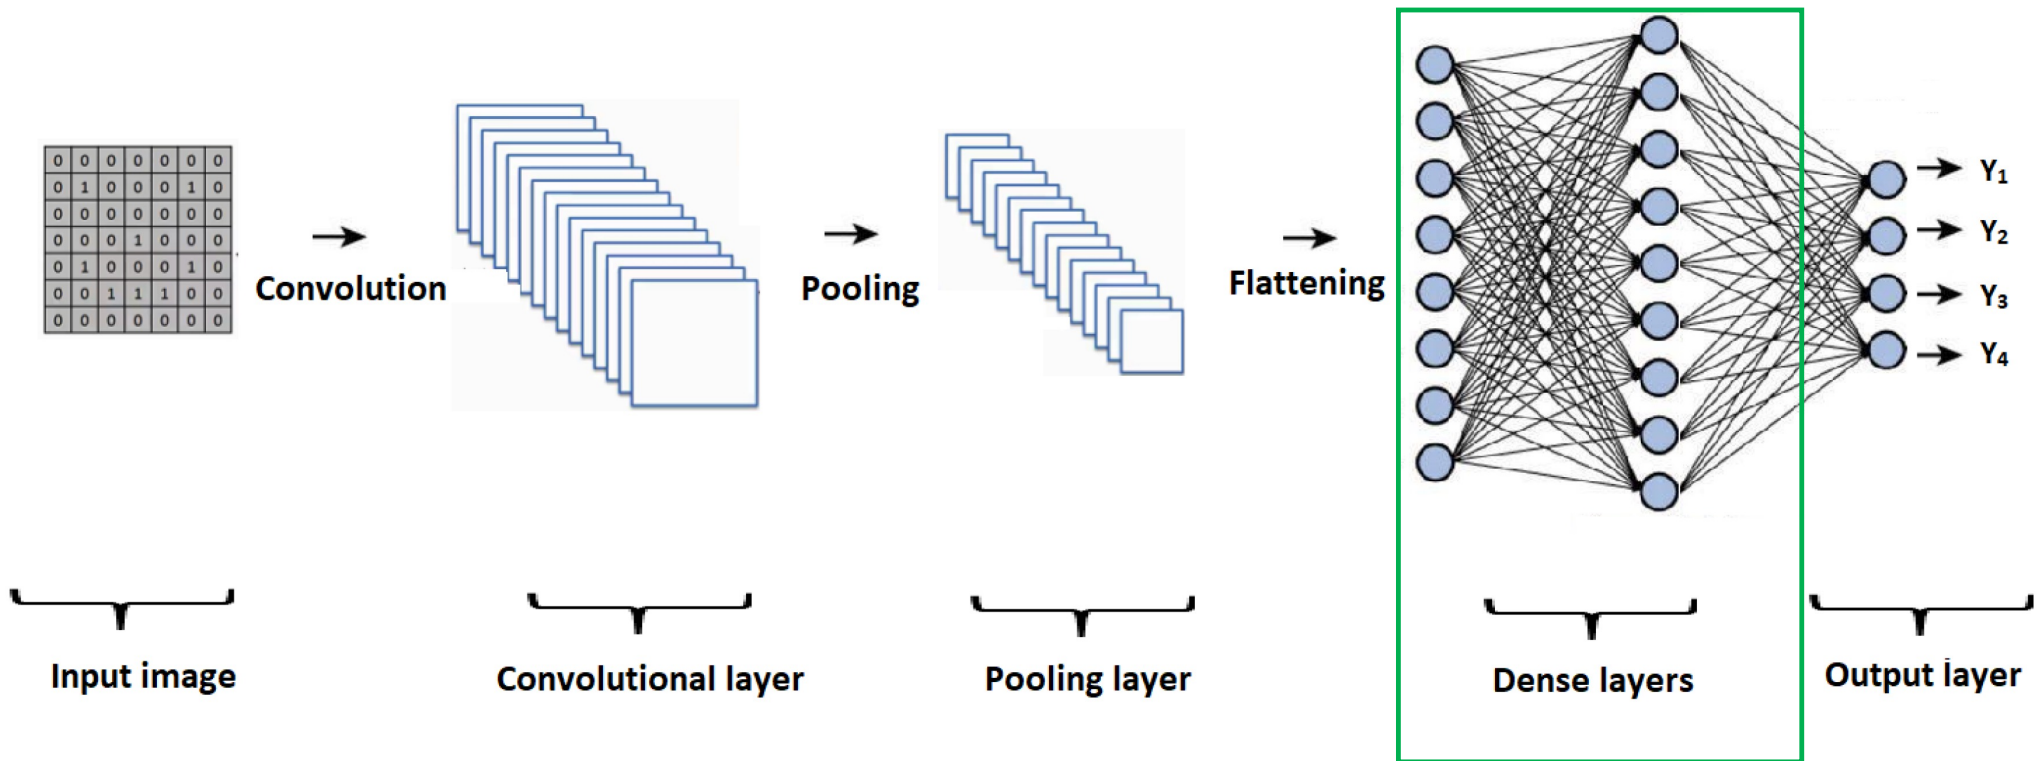 0 0 0 0 0 0 0
0 1 0 0 0 1 0
0 0 0 0 0 0 0
0 0 0 1 0 0 0
0 1 0 0 0 1 0
0 0 1 1 1 0 0
0 0 0 0 0 0 0
Convolution
Pooling
Flattening
Y1
Y2
Y3
Y4
Input image
Convolutional layer
Pooling layer
Dense layers
Output layer